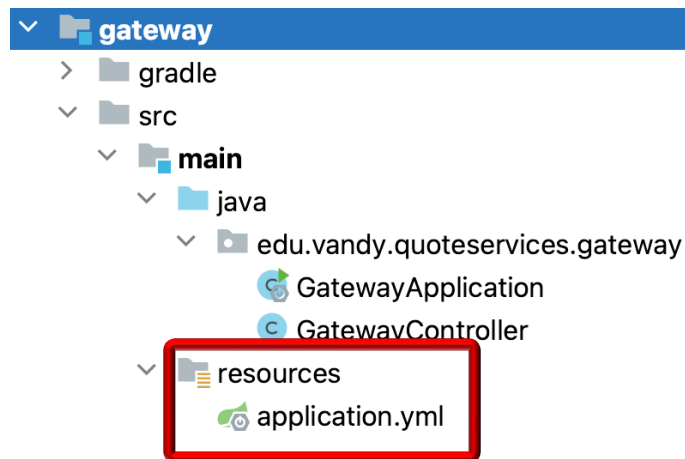 gateway
gradle
src
main
java
edu.vandy.quoteservices.gateway
GatewayApplication
GatewayController
resources
application.yml